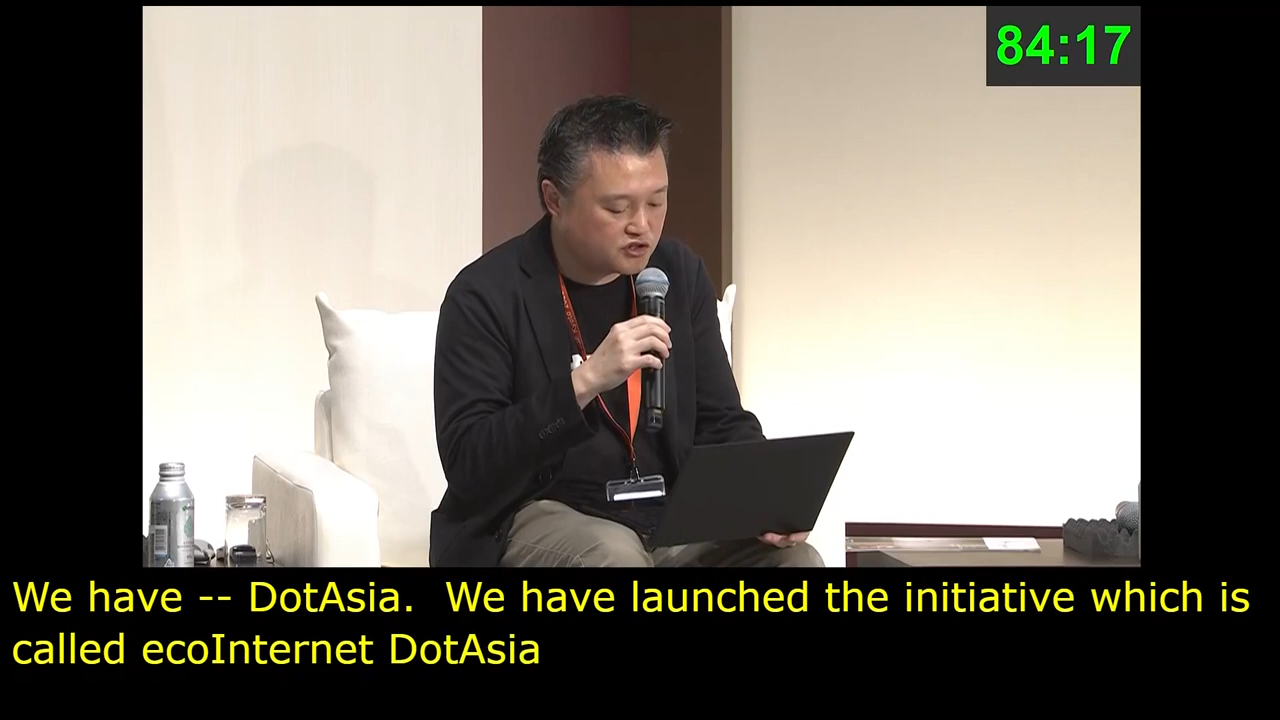 84:17
We have -- DotAsia.  We have launched the initiative which is
called ecoInternet DotAsia